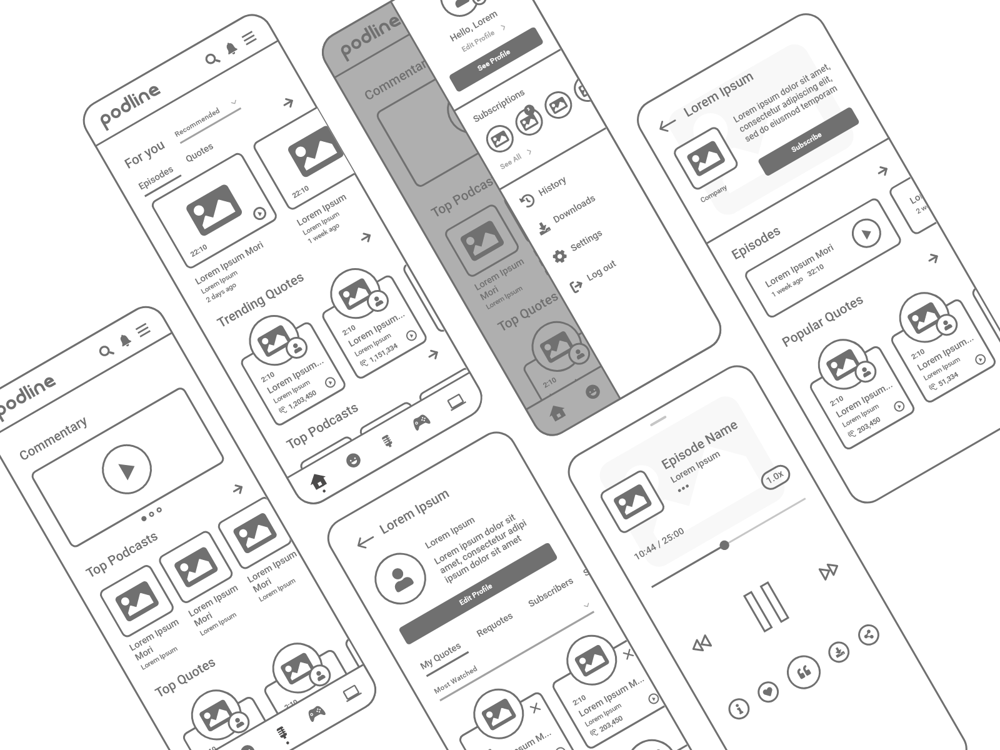 podline
For you
Recommended
Episodes
Quotes
22:10
Lorem Ipsum Mori
Lorem Ipsum
2 days ago
22:10
Lorem Ipsum
Lorem Ipsum
1 week ago
Trending Quotes
2:10
Lorem Ipsum...
Lorem Ipsum
1,203,450
2:10
Lorem Ipsum...
Lorem Ipsum
1,151,334
Top Podcasts
podline
Commentar
Top Podcas
Lorem Ipsum
Mori
Lorem Ipsum
Top Quotes
2:10
Hello, Lorem
Edit Profile
See Profile
Subscriptions
See All
History
Downloads
Settings
Log out
Lorem Ipsum
Lorem ipsum dolor sit amet,
consectetur adipiscing elit,
sed do eiusmod temporam
Subscribe
Company
Episodes
Lorem Ipsum Mori
1 week ago 32:10
Lo
2 w
Popular Quotes
2:10
Lorem Ipsum...
Lorem Ipsum
203,450
2:10
Lorem Ipsum...
Lorem Ipsum
51,334
podline
Commentary
Top Podcasts
Lorem Ipsum
Mori
Lorem Ipsum
Lorem Ipsum
Mori
Lorem Ipsum
Lorem Ipsum
Mori
Lorem Ipsum
Top Quotes
2:10
Lorem Ipsum
Lorem Ipsum
Lorem ipsum dolor sit
amet, consectetur adipi
ipsum dolor sit amet
Edit Profile
My Quotes
Requotes
Subscribers
S
Most Watched
2:10
Lorem Ipsum M...
Lorem Ipsum
203,450
2:10
Ipsum M...
Episode Name
Lorem Ipsum
1.0x
10:44 / 25:00